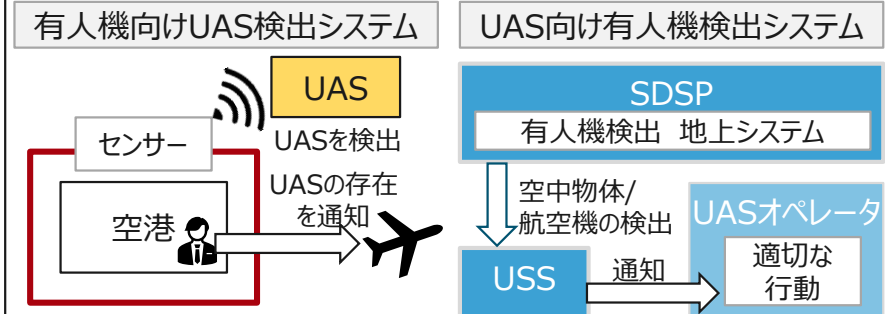 有人機向けUAS検出システム
UAS
UASを検出
センサー
UASの存在
を通知
空港
UAS向け有人機検出システム
SDSP
有人機検出 地上システム
空中物体/
航空機の検出
UASオペレータ
USS
通知
適切な
行動